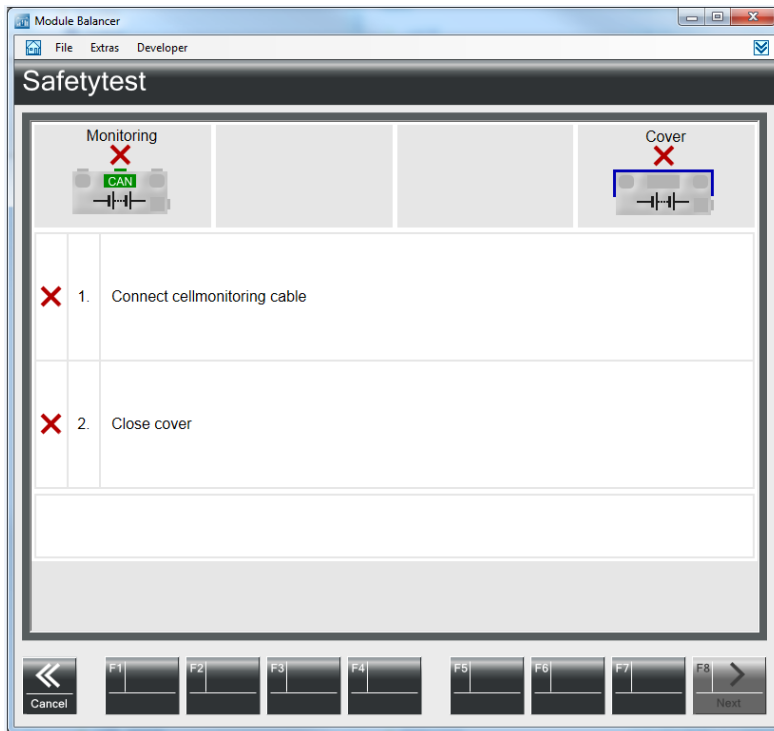 Module Balancer
File Extras Developer
Safetytest
Monitoring
Cover
CAN
1. Connect cellmonitoring cable
2. Close cover
F1 F2 F3 F4 F5 F6 F7 F8
Cancel
Next